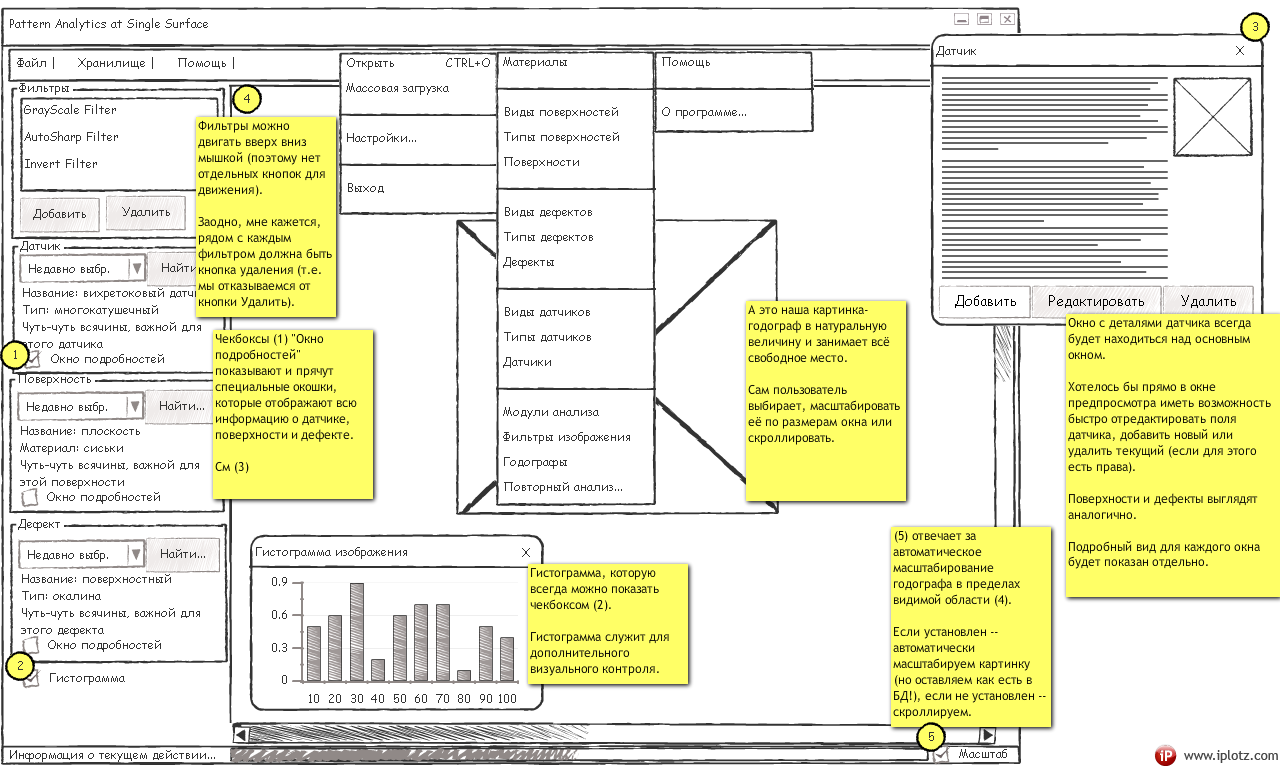 Pattern Analytics at Single Surface
Файл |
Хранилище |
Помощь |
Фильтры
GrayScale Filter
AutoSharp Filter
Invert Filter
Добавить
Удалить
Датчик
Недавно выбр.
Найти
Название: вихретоковый датч
Тип: многокатушечный
Чуть-чуть всячины, важной для
этого датчика
1
Окно подробностей
Поверхность
Недавно выбр.
Найти...
Название: плоскость
Материал: сиськи
Чуть-чуть всячины, важной для
этой поверхности
Окно подробностей
Дефект
Недавно выбр.
Найти...
Название: поверхностный
Тип: окалина
Чуть-чуть всячины, важной для
этого дефекта
Окно подробностей
2
Гистограмма
Информация о текущем действии...
4
Фильтры можно
двигать вверх вниз
мышкой (поэтому нет
отдельных кнопок для
движения).
Заодно, мне кажется,
рядом с каждым
фильтром должна быть
кнопка удаления (т.е.
мы отказываемся от
кнопки Удалить).
Чекбоксы (1) "Окно
подробностей"
показывают и прячут
специальные окошки,
которые отображают всю
информацию о датчике,
поверхности и дефекте.
См (3)
Открыть CTRL+O
Массовая загрузка
Настройки...
Выход
Материалы
Виды поверхностей
Типы поверхностей
Поверхности
Виды дефектов
Типы дефектов
Дефекты
Виды датчиков
Типы датчиков
Датчики
Модули анализа
Фильтры изображения
Годографы
Повторный анализ...
Помощь
О программе...
А это наша картинка-
годограф в натуральную
величину и занимает всё
свободное место.
Сам пользователь
выбирает, масштабировать
её по размерам окна или
скроллировать.
3
Датчик X
Добавить
Редактировать
Удалить
Окно с деталями датчика всегда
будет находиться над основным
окном.
Хотелось бы прямо в окне
предпросмотра иметь возможность
быстро отредактировать поля
датчика, добавить новый или
удалить текущий (если для этого
есть права).
Поверхности и дефекты выглядят
аналогично.
Подробный вид для каждого окна
будет показан отдельно.
Гистограмма изображения X
0.9
0.6
0.3
0
10 20 30 40 50 60 70 80 90 100
Гистограмма, которую
всегда можно показать
чекбоксом (2).
Гистограмма служит для
дополнительного
визуального контроля.
(5) отвечает за
автоматическое
масштабирование
годографа в пределах
видимой области (4).
Если установлен --
автоматически
масштабируем картинку
(но оставляем как есть в
БД!), если не установлен --
скроллируем.
5
Масштаб
iP www.iplotz.com